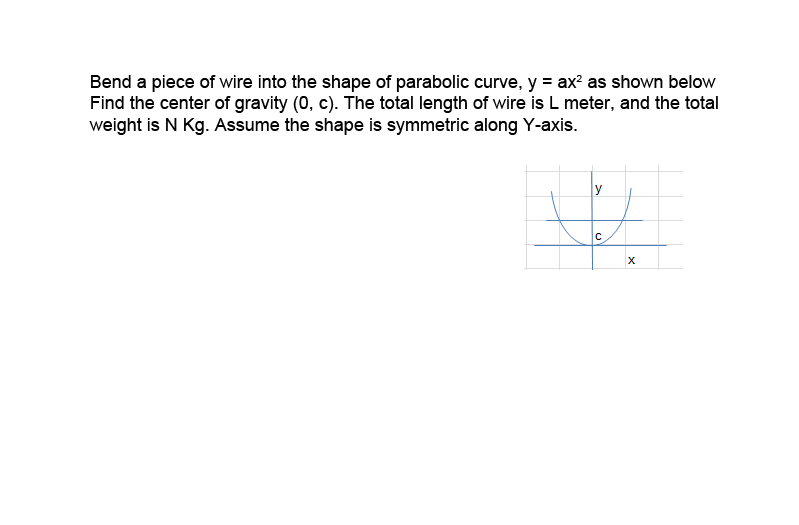 Bend a piece of wire into the shape of parabolic curve, y = ax² as shown below
Find the center of gravity (0, c). The total length of wire is L meter, and the total
weight is N Kg. Assume the shape is symmetric along Y-axis.
y
c
x